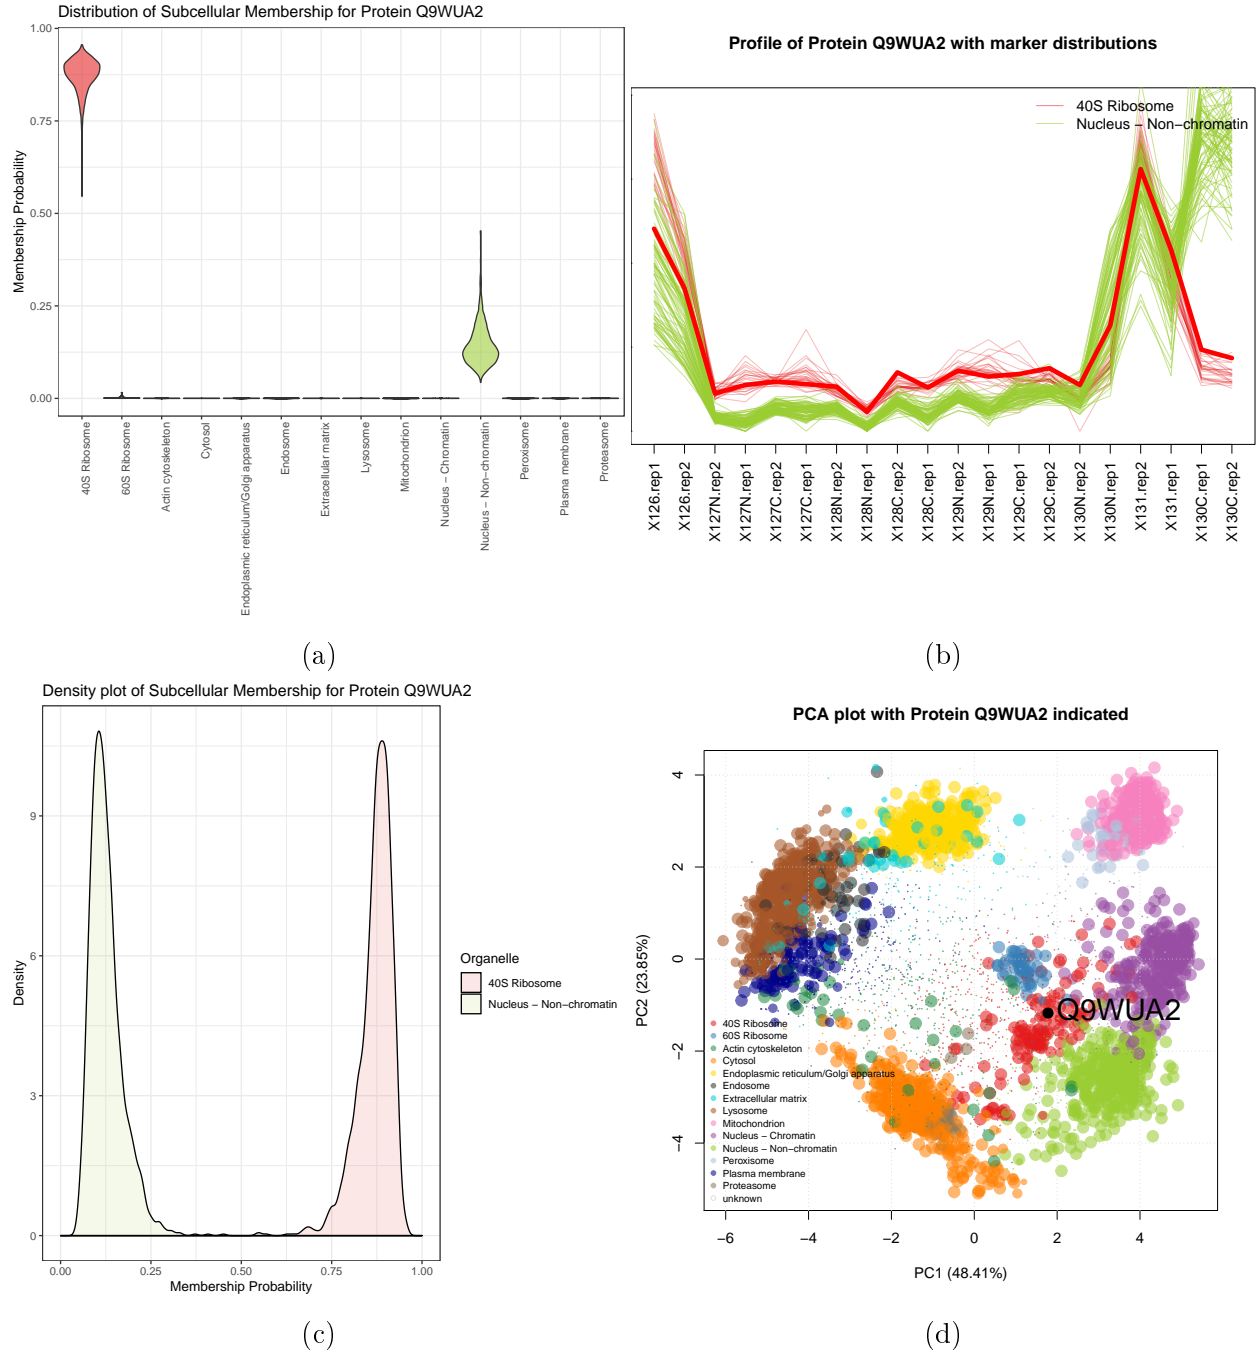 Distribution of Subcellular Membership for Protein Q9WUA2
Membership Probability
1.00
0.75
0.50
0.25
0.00
40S Ribosome
60S Ribosome
Actin cytoskeleton
Cytosol
Endoplasmic reticulum/Golgi apparatus
Endosome
Extracellular matrix
Lysosome
Mitochondrion
Nucleus − Chromatin
Nucleus − Non−chromatin
Peroxisome
Plasma membrane
Proteasome
(a)
Profile of Protein Q9WUA2 with marker distributions
40S Ribosome
Nucleus − Non−chromatin
X126.rep1
X126.rep2
X127N.rep2
X127N.rep1
X127C.rep2
X127C.rep1
X128N.rep2
X128N.rep1
X128C.rep2
X128C.rep1
X129N.rep2
X129N.rep1
X129C.rep1
X129C.rep2
X130N.rep2
X130N.rep1
X131.rep2
X131.rep1
X130C.rep1
X130C.rep2
(b)
Density plot of Subcellular Membership for Protein Q9WUA2
Density
9
6
3
0
0.00
0.25
0.50
0.75
1.00
Membership Probability
Organelle
40S Ribosome
Nucleus − Non−chromatin
(c)
PCA plot with Protein Q9WUA2 indicated
PC2 (23.85%)
4
2
0
−2
−4
Q9WUA2
40S Ribosome
60S Ribosome
Actin cytoskeleton
Cytosol
Endoplasmic reticulum/Golgi apparatus
Endosome
Extracellular matrix
Lysosome
Mitochondrion
Nucleus − Chromatin
Nucleus − Non−chromatin
Peroxisome
Plasma membrane
Proteasome
unknown
−6
−4
−2
0
2
4
PC1 (48.41%)
(d)